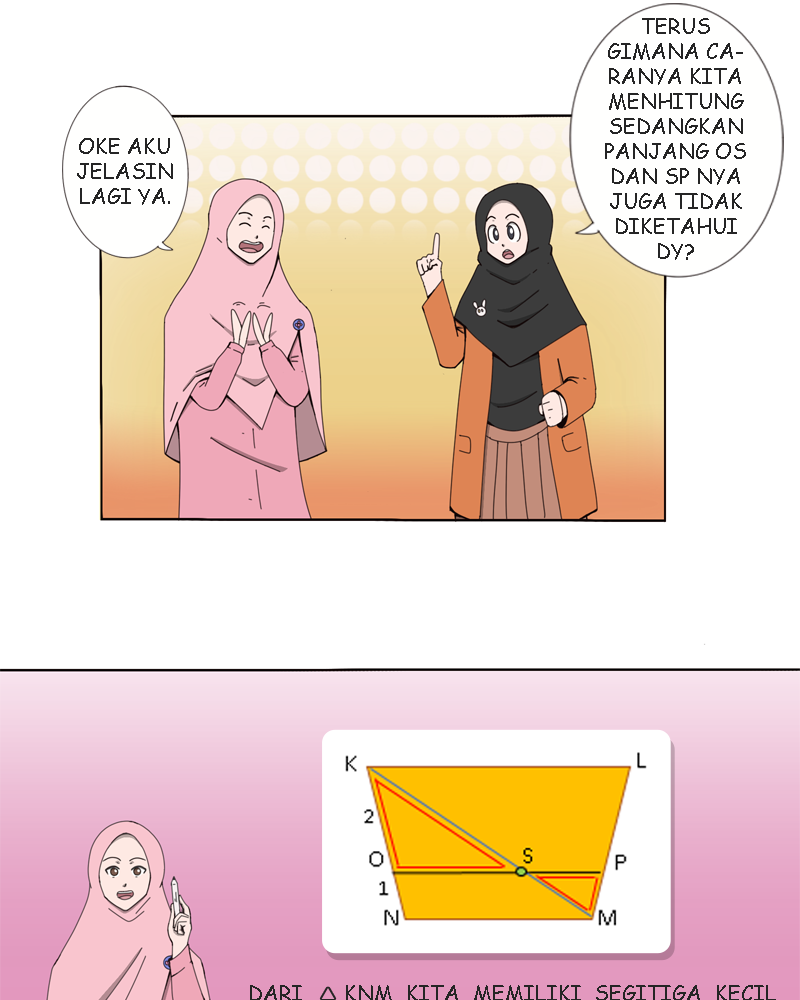 TERUS
GIMANA CA-
RANYA KITA
MENHITUNG
SEDANGKAN
PANJANG OS
DAN SP NYA
JUGA TIDAK
DIKETAHUI
DY?
OKE AKU
JELASIN
LAGI YA.
K
L
2
O
S
P
1
N
M
DARI △ KNM KITA MEMILIKI SEGITIGA KECIL